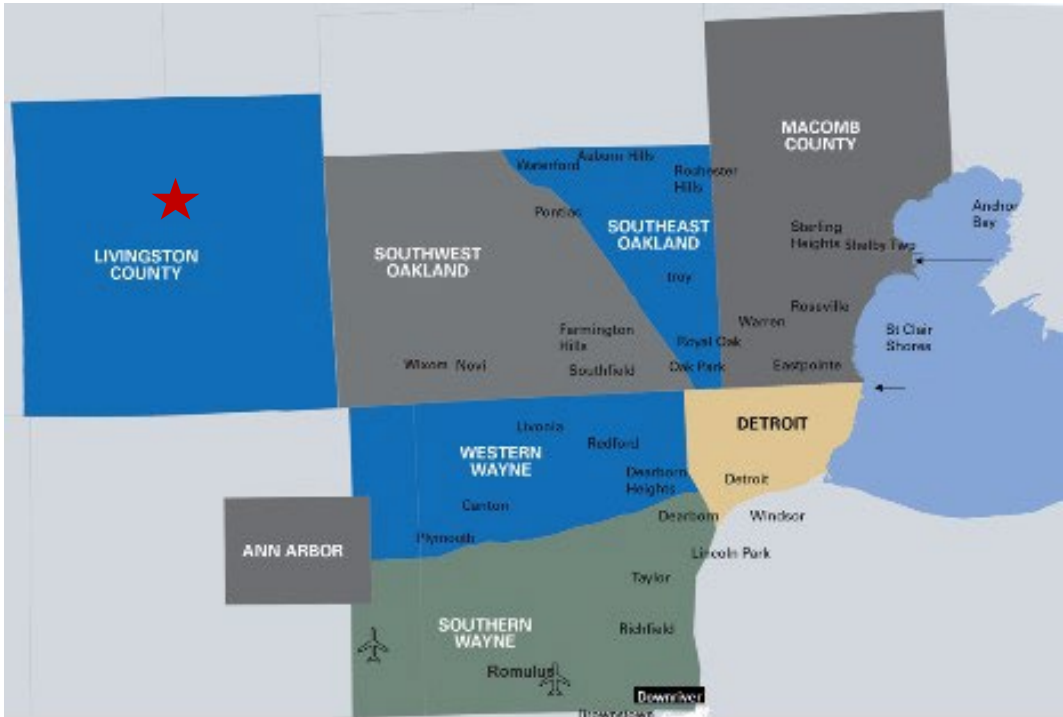 MACOMB
COUNTY
Waterford
Auburn Hills
Rochester
Hills
Pontiac
Anchor
Bay
SOUTHEAST
OAKLAND
Sterling
Heights
Shelby Twp
LIVINGSTON
COUNTY
SOUTHWEST
OAKLAND
troy
Roseville
Warren
St Clair
Shores
Farmington
Hills
Royal Oak
Wixom Novi
Southfield
Oak Park
Eastpointe
Livonia
Redford
DETROIT
WESTERN
WAYNE
Dearborn
Heights
Detroit
Canton
Dearborn
Windsor
Plymouth
ANN ARBOR
Lincoln Park
Taylor
SOUTHERN
WAYNE
Richfield
Romulus
Downriver
Brownstown